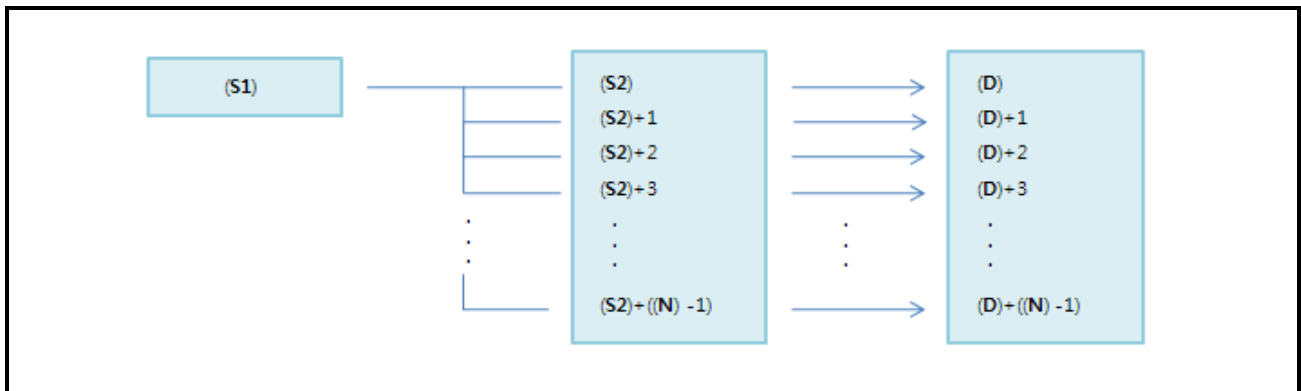 (S1) (S2) (D)
(S2)+1 (D)+1
(S2)+2 (D)+2
(S2)+3 (D)+3
. . . .
. . . .
. . . .
(S2)+((N) -1) (D)+((N) -1)